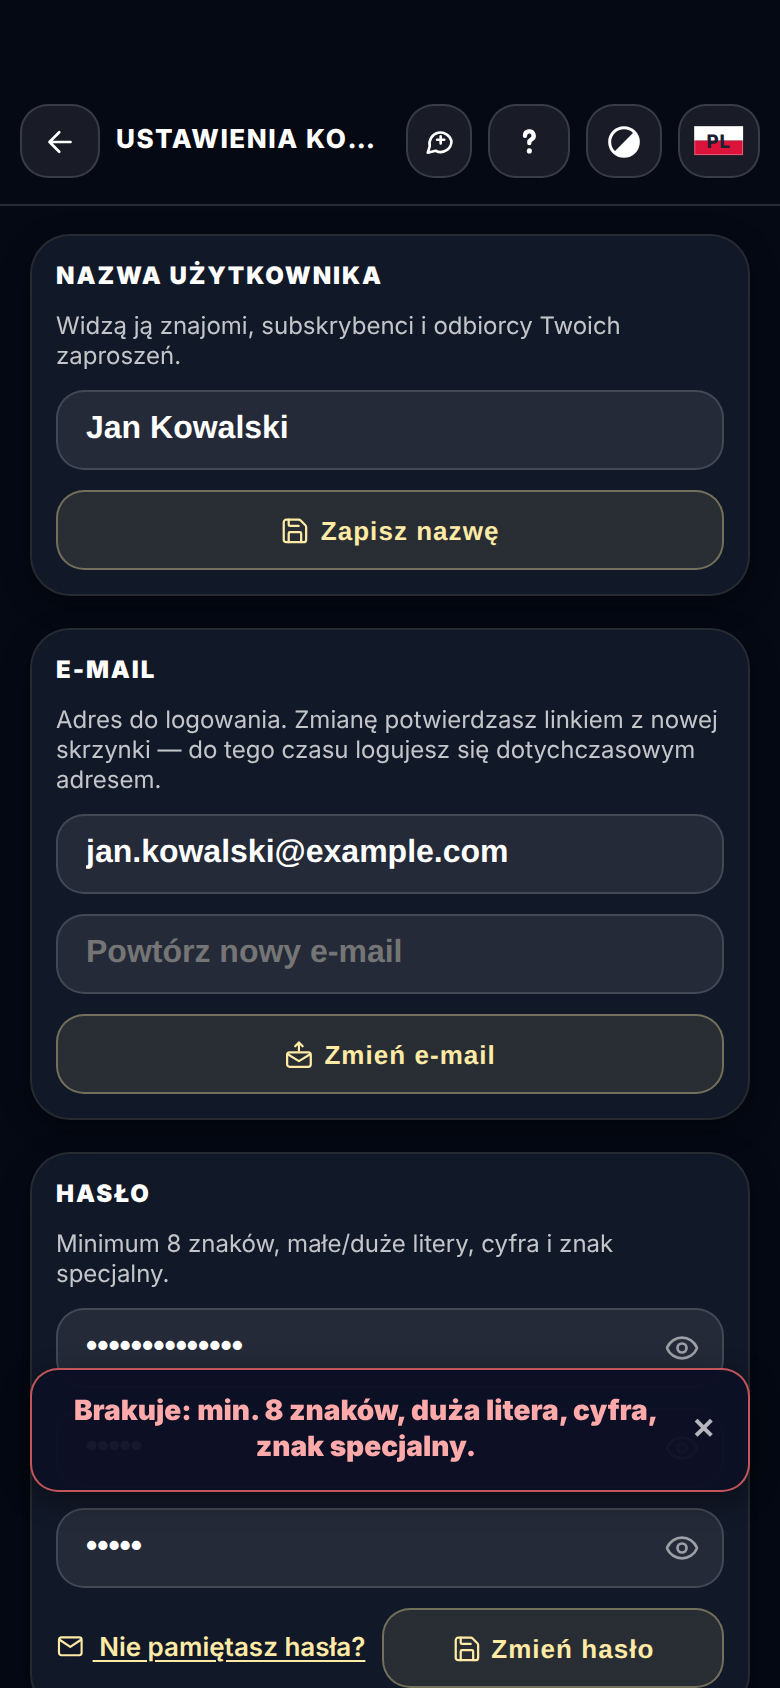 USTAWIENIA KO...
?
PL
NAZWA UŻYTKOWNIKA
Widzą ją znajomi, subskrybenci i odbiorcy Twoich
zaproszeń.
Jan Kowalski
Zapisz nazwę
E-MAIL
Adres do logowania. Zmianę potwierdzasz linkiem z nowej
skrzynki — do tego czasu logujesz się dotychczasowym
adresem.
jan.kowalski@example.com
Powtórz nowy e-mail
Zmień e-mail
HASŁO
Minimum 8 znaków, małe/duże litery, cyfra i znak
specjalny.
••••••••••••••
Brakuje: min. 8 znaków, duża litera, cyfra,
znak specjalny.
•••••
Nie pamiętasz hasła?
Zmień hasło